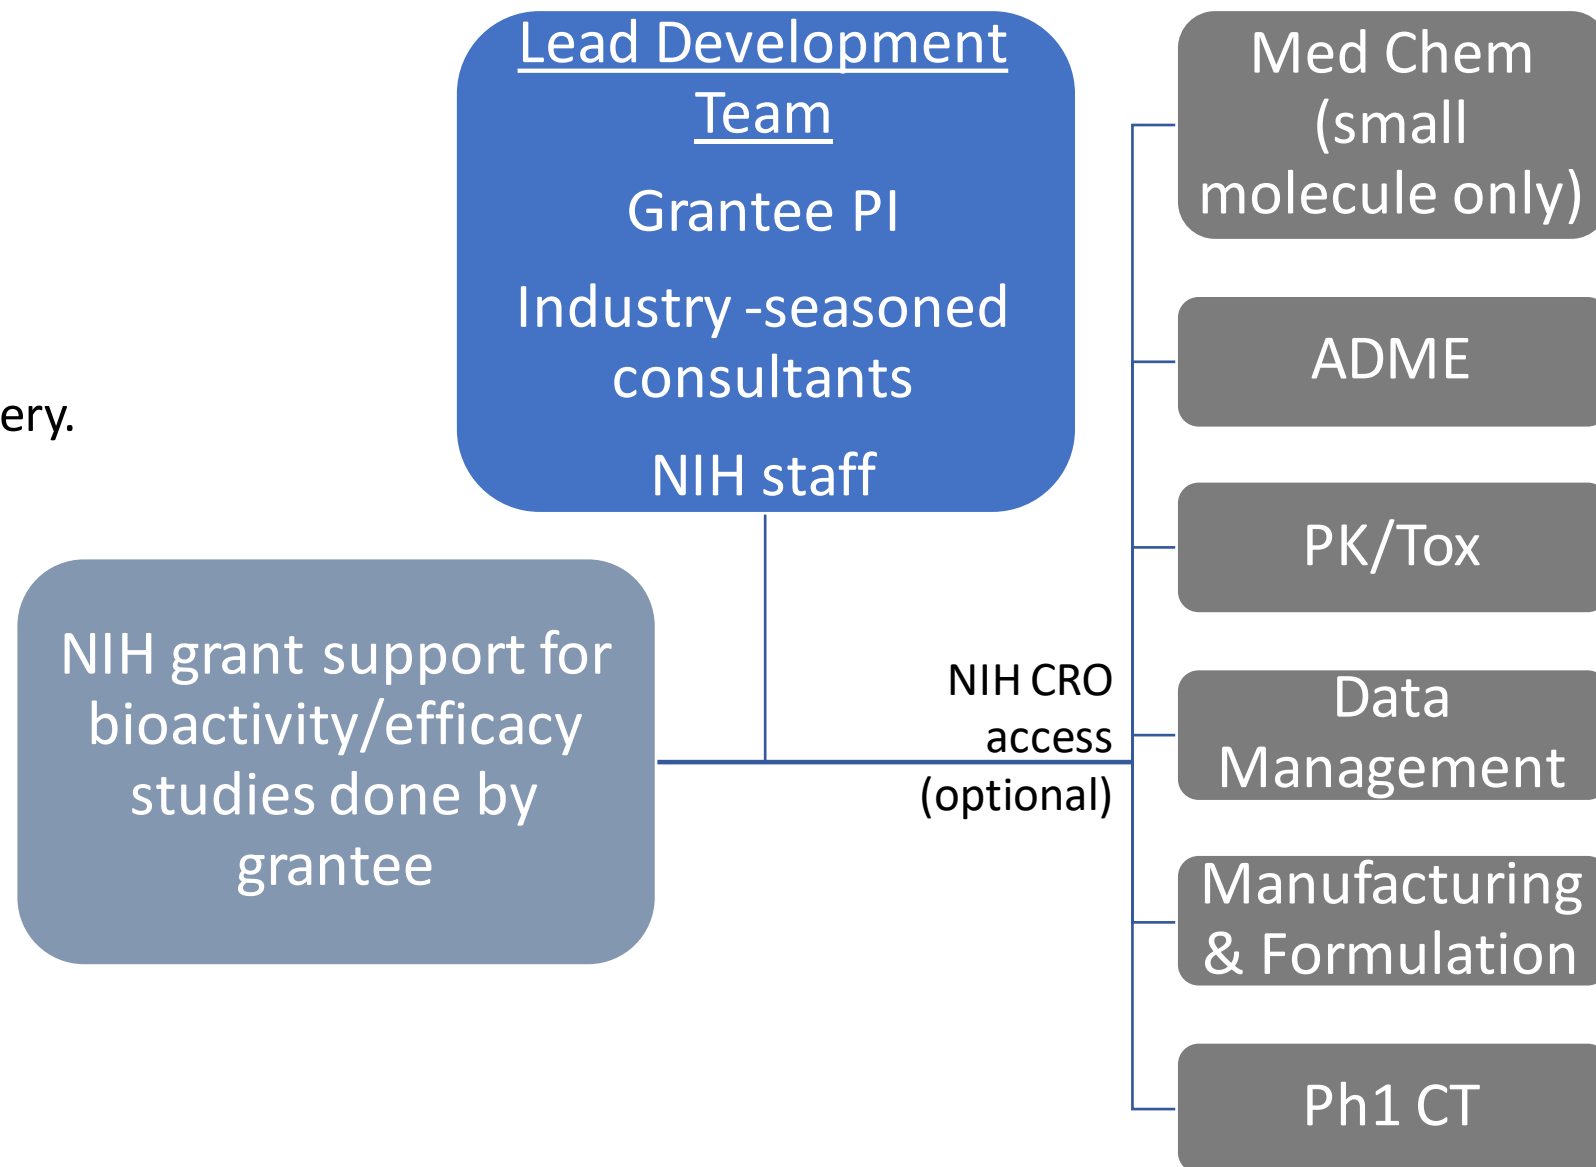 Lead Development
Team
Grantee PI
Industry -seasoned
consultants
NIH staff
ery.
NIH grant support for
bioactivity/efficacy
studies done by
grantee
NIH CRO
access
(optional)
Med Chem
(small
molecule only)
ADME
PK/Tox
Data
Management
Manufacturing
& Formulation
Ph1 CT